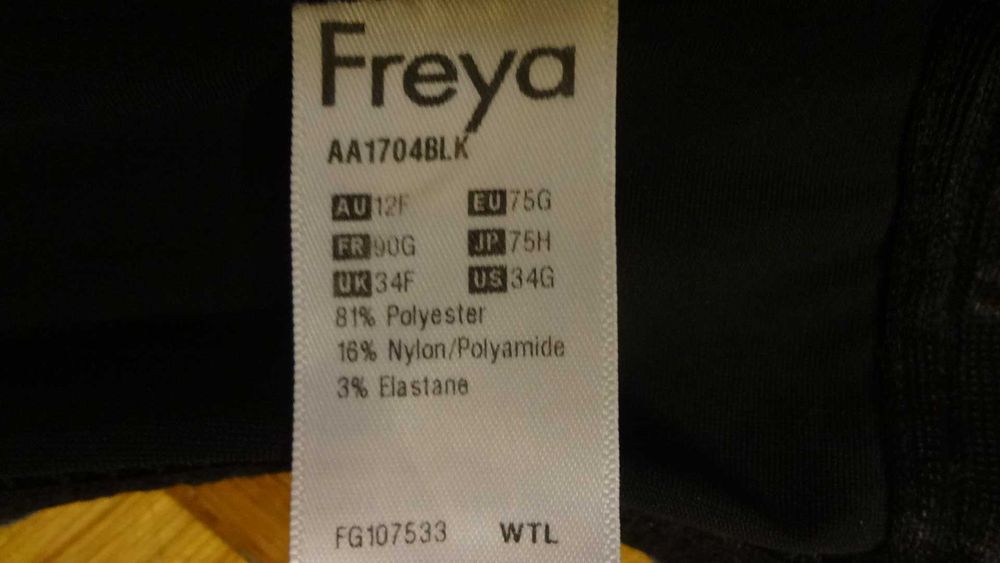 Freya
AA1704BLK
AU 12F EU 75G
FR 90G JP 75H
UK 34F US 34G
81% Polyester
16% Nylon/Polyamide
3% Elastane
FG107533 WTL